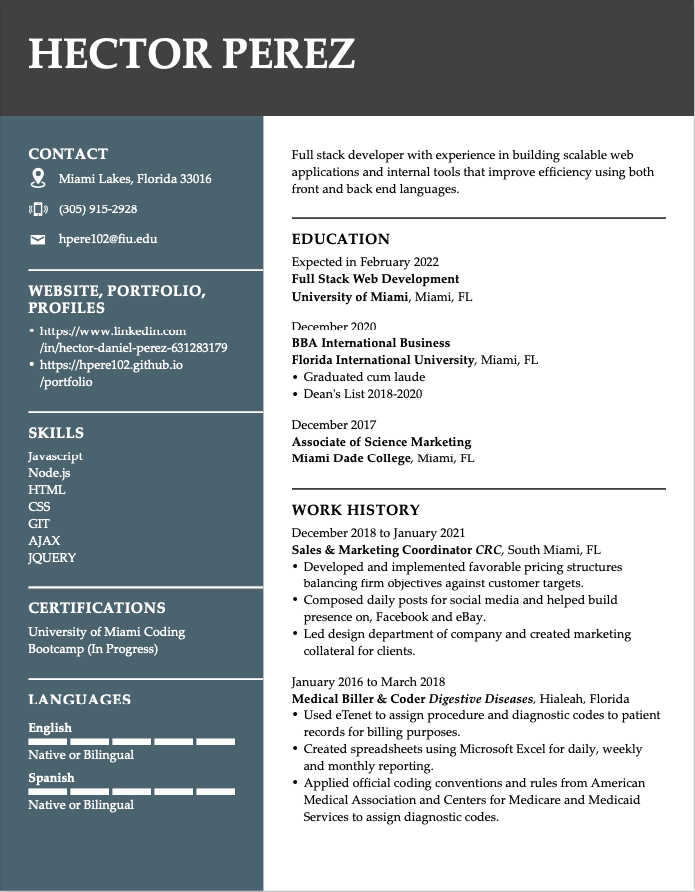 HECTOR PEREZ
CONTACT
Miami Lakes, Florida 33016
(305) 915-2928
hpere102@fiu.edu
WEBSITE, PORTFOLIO,
PROFILES
• https://www.linkedin.com
/in/hector-daniel-perez-631283179
• https://hpere102.github.io
/portfolio
SKILLS
Javascript
Node.js
HTML
CSS
GIT
AJAX
JQUERY
CERTIFICATIONS
University of Miami Coding
Bootcamp (In Progress)
LANGUAGES
English
Native or Bilingual
Spanish
Native or Bilingual
Full stack developer with experience in building scalable web
applications and internal tools that improve efficiency using both
front and back end languages.
EDUCATION
Expected in February 2022
Full Stack Web Development
University of Miami, Miami, FL
December 2020
BBA International Business
Florida International University, Miami, FL
• Graduated cum laude
• Dean's List 2018-2020
December 2017
Associate of Science Marketing
Miami Dade College, Miami, FL
WORK HISTORY
December 2018 to January 2021
Sales & Marketing Coordinator CRC, South Miami, FL
• Developed and implemented favorable pricing structures
balancing firm objectives against customer targets.
• Composed daily posts for social media and helped build
presence on, Facebook and eBay.
• Led design department of company and created marketing
collateral for clients.
January 2016 to March 2018
Medical Biller & Coder Digestive Diseases, Hialeah, Florida
• Used eTenet to assign procedure and diagnostic codes to patient
records for billing purposes.
• Created spreadsheets using Microsoft Excel for daily, weekly
and monthly reporting.
• Applied official coding conventions and rules from American
Medical Association and Centers for Medicare and Medicaid
Services to assign diagnostic codes.